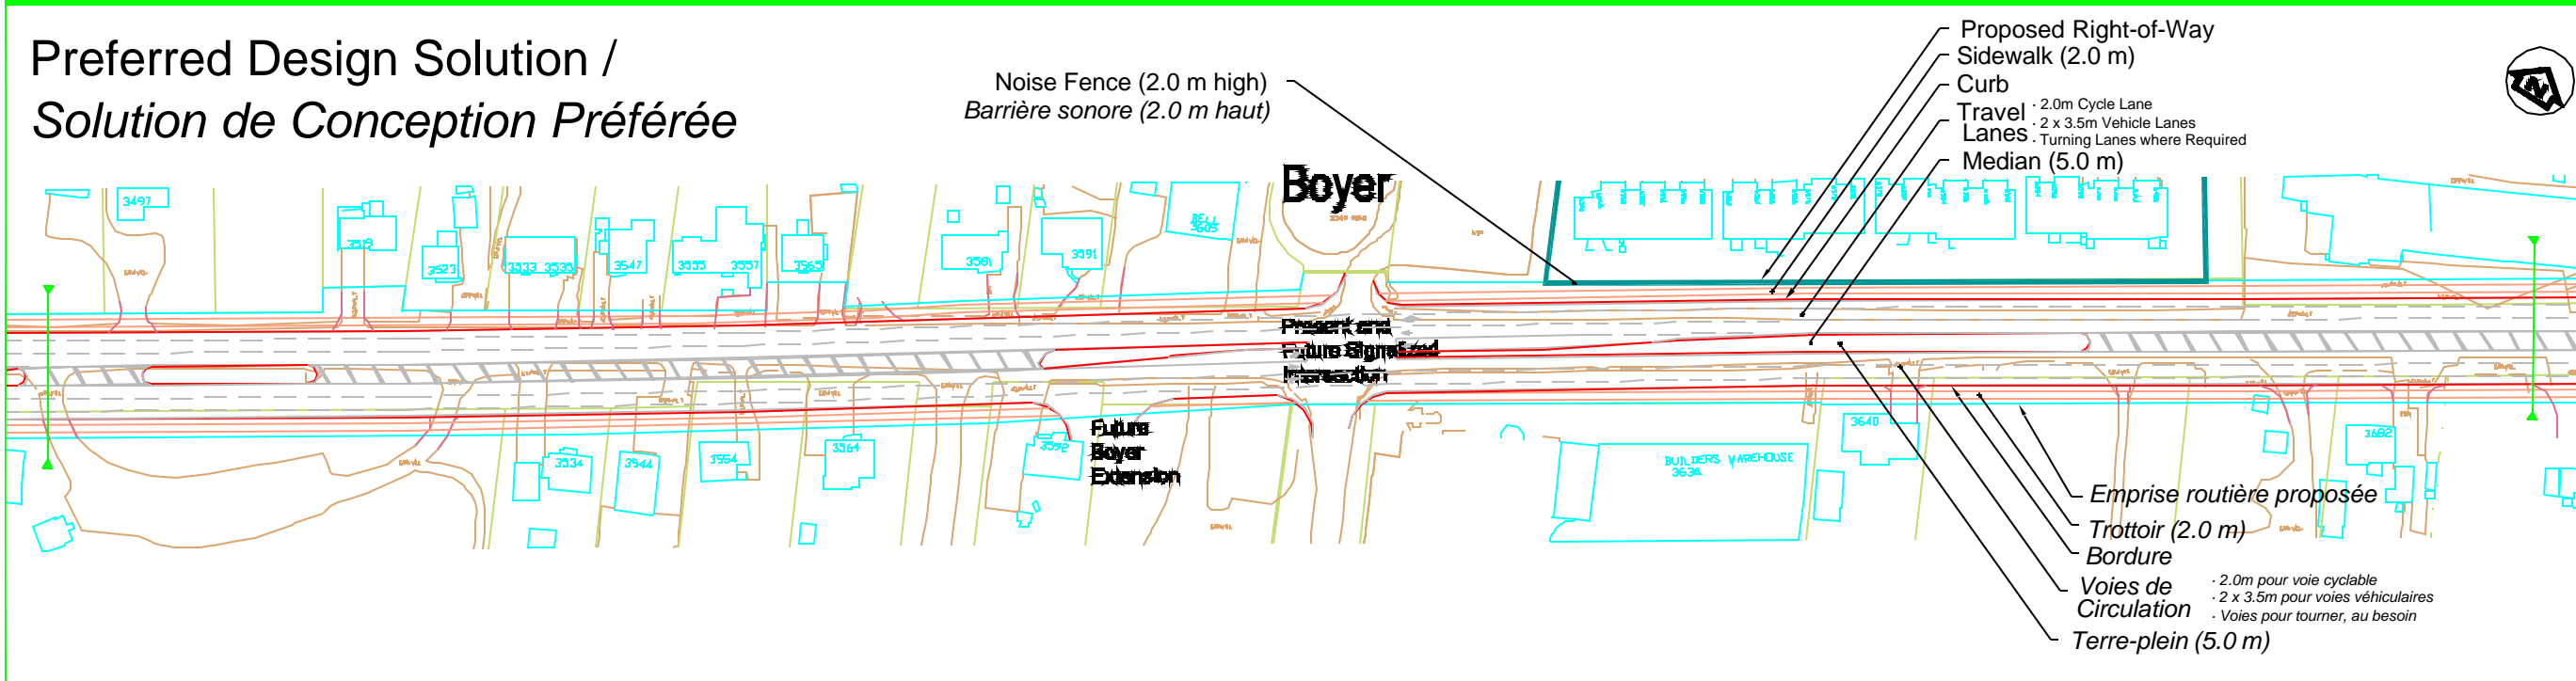 Preferred Design Solution /
Solution de Conception Préférée
Noise Fence (2.0 m high)
Barrière sonore (2.0 m haut)
Proposed Right-of-Way
Sidewalk (2.0 m)
Curb
Travel Lanes
· 2.0m Cycle Lane
· 2 x 3.5m Vehicle Lanes
· Turning Lanes where Required
Median (5.0 m)
N
Boyer
3497
3519
3523
3533 3535
3547
3555 3557
3565
3581
3591
BELL
3605
Present and
Future Signalized
Intersection
Future
Boyer
Extension
3534
3544
3554
3564
3592
BUILDERS WAREHOUSE
3636
3640
3682
Emprise routière proposée
Trottoir (2.0 m)
Bordure
Voies de
Circulation
· 2.0m pour voie cyclable
· 2 x 3.5m pour voies véhiculaires
· Voies pour tourner, au besoin
Terre-plein (5.0 m)